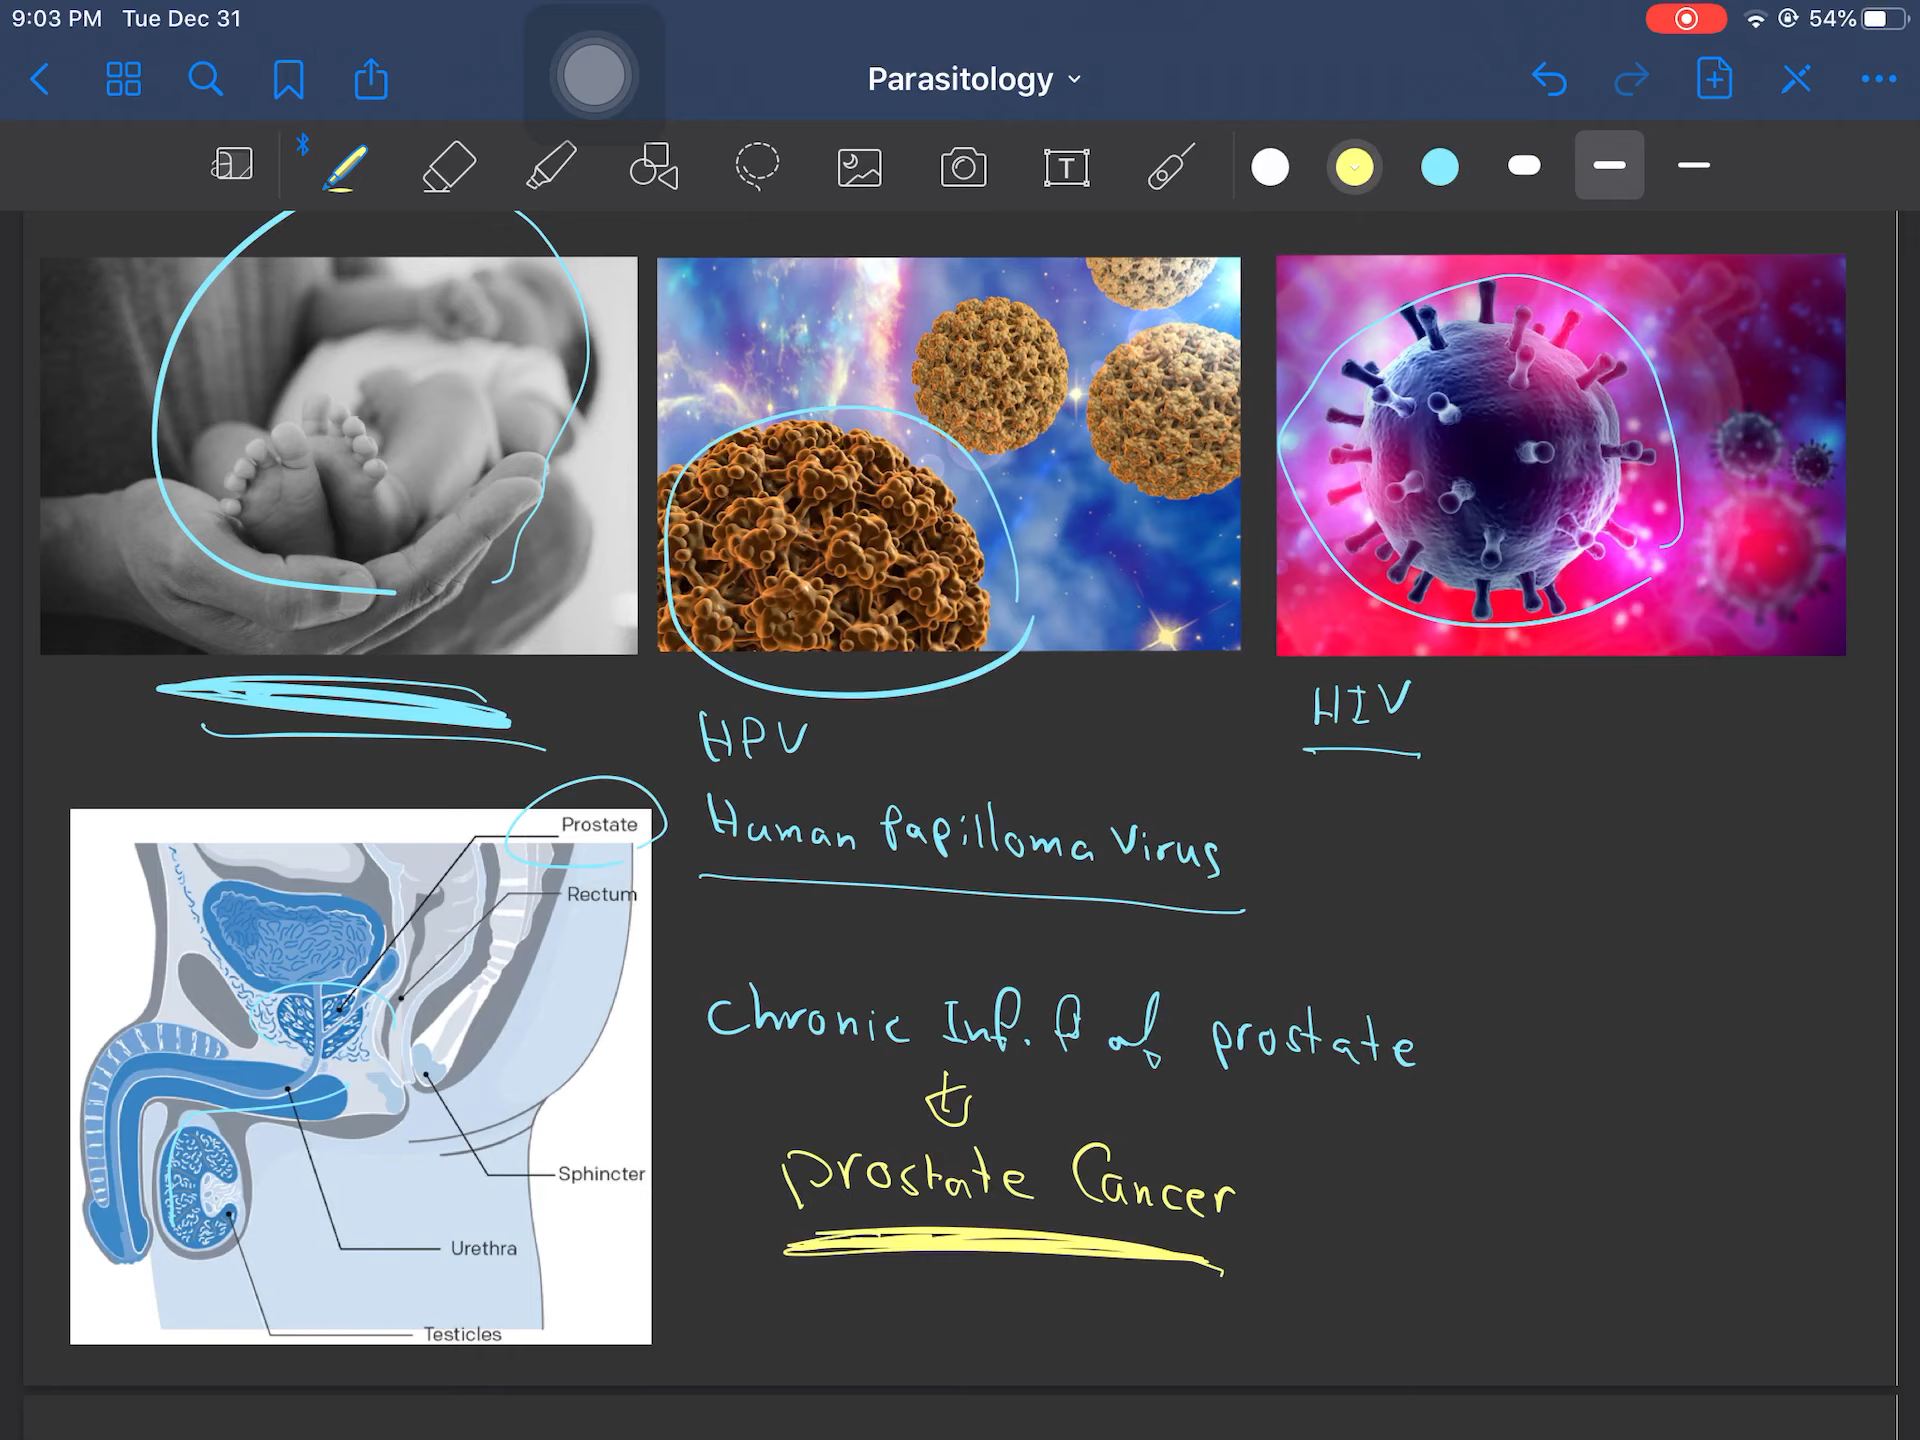 9:03 PM Tue Dec 31
54%
Parasitology
T
HPV
HIV
Human Papilloma Virus
Prostate
Rectum
Sphincter
Urethra
Testicles
Chronic Inf. of prostate
prostate Cancer